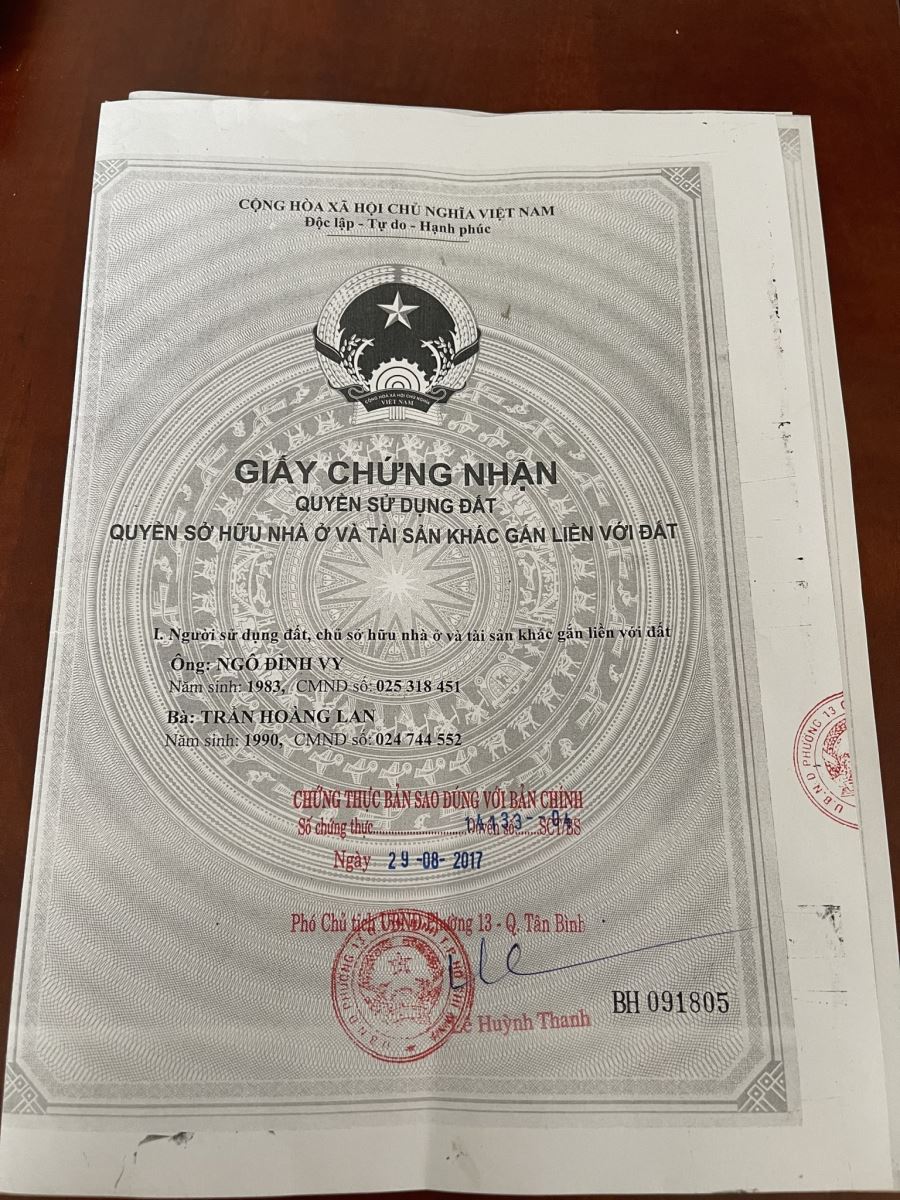 CỘNG HÒA XÃ HỘI CHỦ NGHĨA VIỆT NAM
Độc lập - Tự do - Hạnh phúc
CỘNG HÒA XÃ HỘI CHỦ NGHĨA
VIỆT NAM
GIẤY CHỨNG NHẬN
QUYỀN SỬ DỤNG ĐẤT
QUYỀN SỞ HỮU NHÀ Ở VÀ TÀI SẢN KHÁC GẮN LIỀN VỚI ĐẤT
I. Người sử dụng đất, chủ sở hữu nhà ở và tài sản khác gắn liền với đất
Ông: NGÔ ĐÌNH VY
Năm sinh: 1983, CMND số: 025 318 451
Bà: TRẦN HOÀNG LAN
Năm sinh: 1990, CMND số: 024 744 552
CHỨNG THỰC BẢN SAO ĐÚNG VỚI BẢN CHÍNH
Số chứng thực.............................Quyển số:......SCT/BS
Ngày 29-08-2017
Phó Chủ tịch UBND Phường 13 - Q. Tân Bình
U.B.N.D PHƯỜNG 13
Lê Huỳnh Thanh
BH 091805
U.B.N.D PHƯỜNG 13